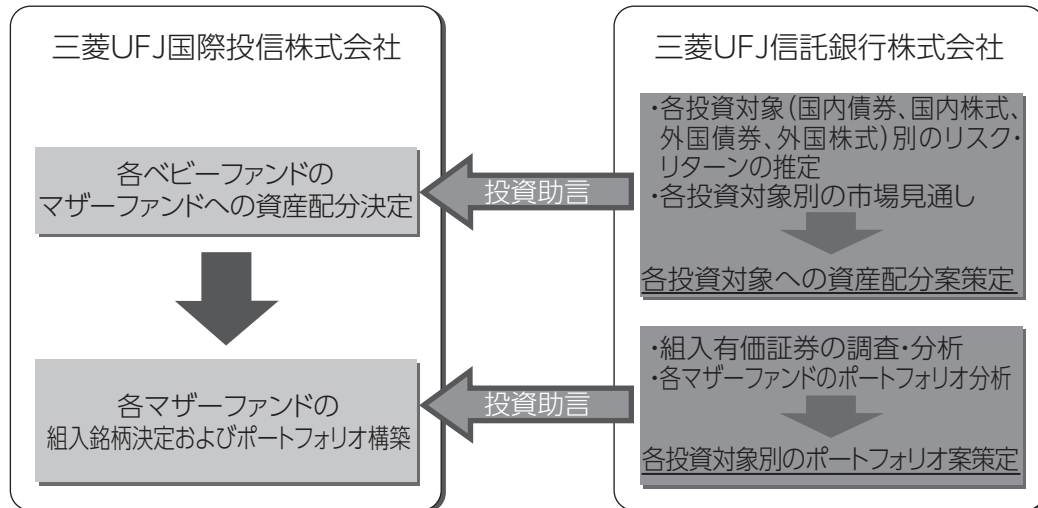 三菱UFJ国際投信株式会社
各ベビーファンドの
マザーファンドへの資産配分決定
各マザーファンドの
組入銘柄決定およびポートフォリオ構築
投資助言
投資助言
三菱UFJ信託銀行株式会社
・各投資対象(国内債券、国内株式、
外国債券、外国株式)別のリスク・
リターンの推定
・各投資対象別の市場見通し
各投資対象への資産配分案策定
・組入有価証券の調査・分析
・各マザーファンドのポートフォリオ分析
各投資対象別のポートフォリオ案策定